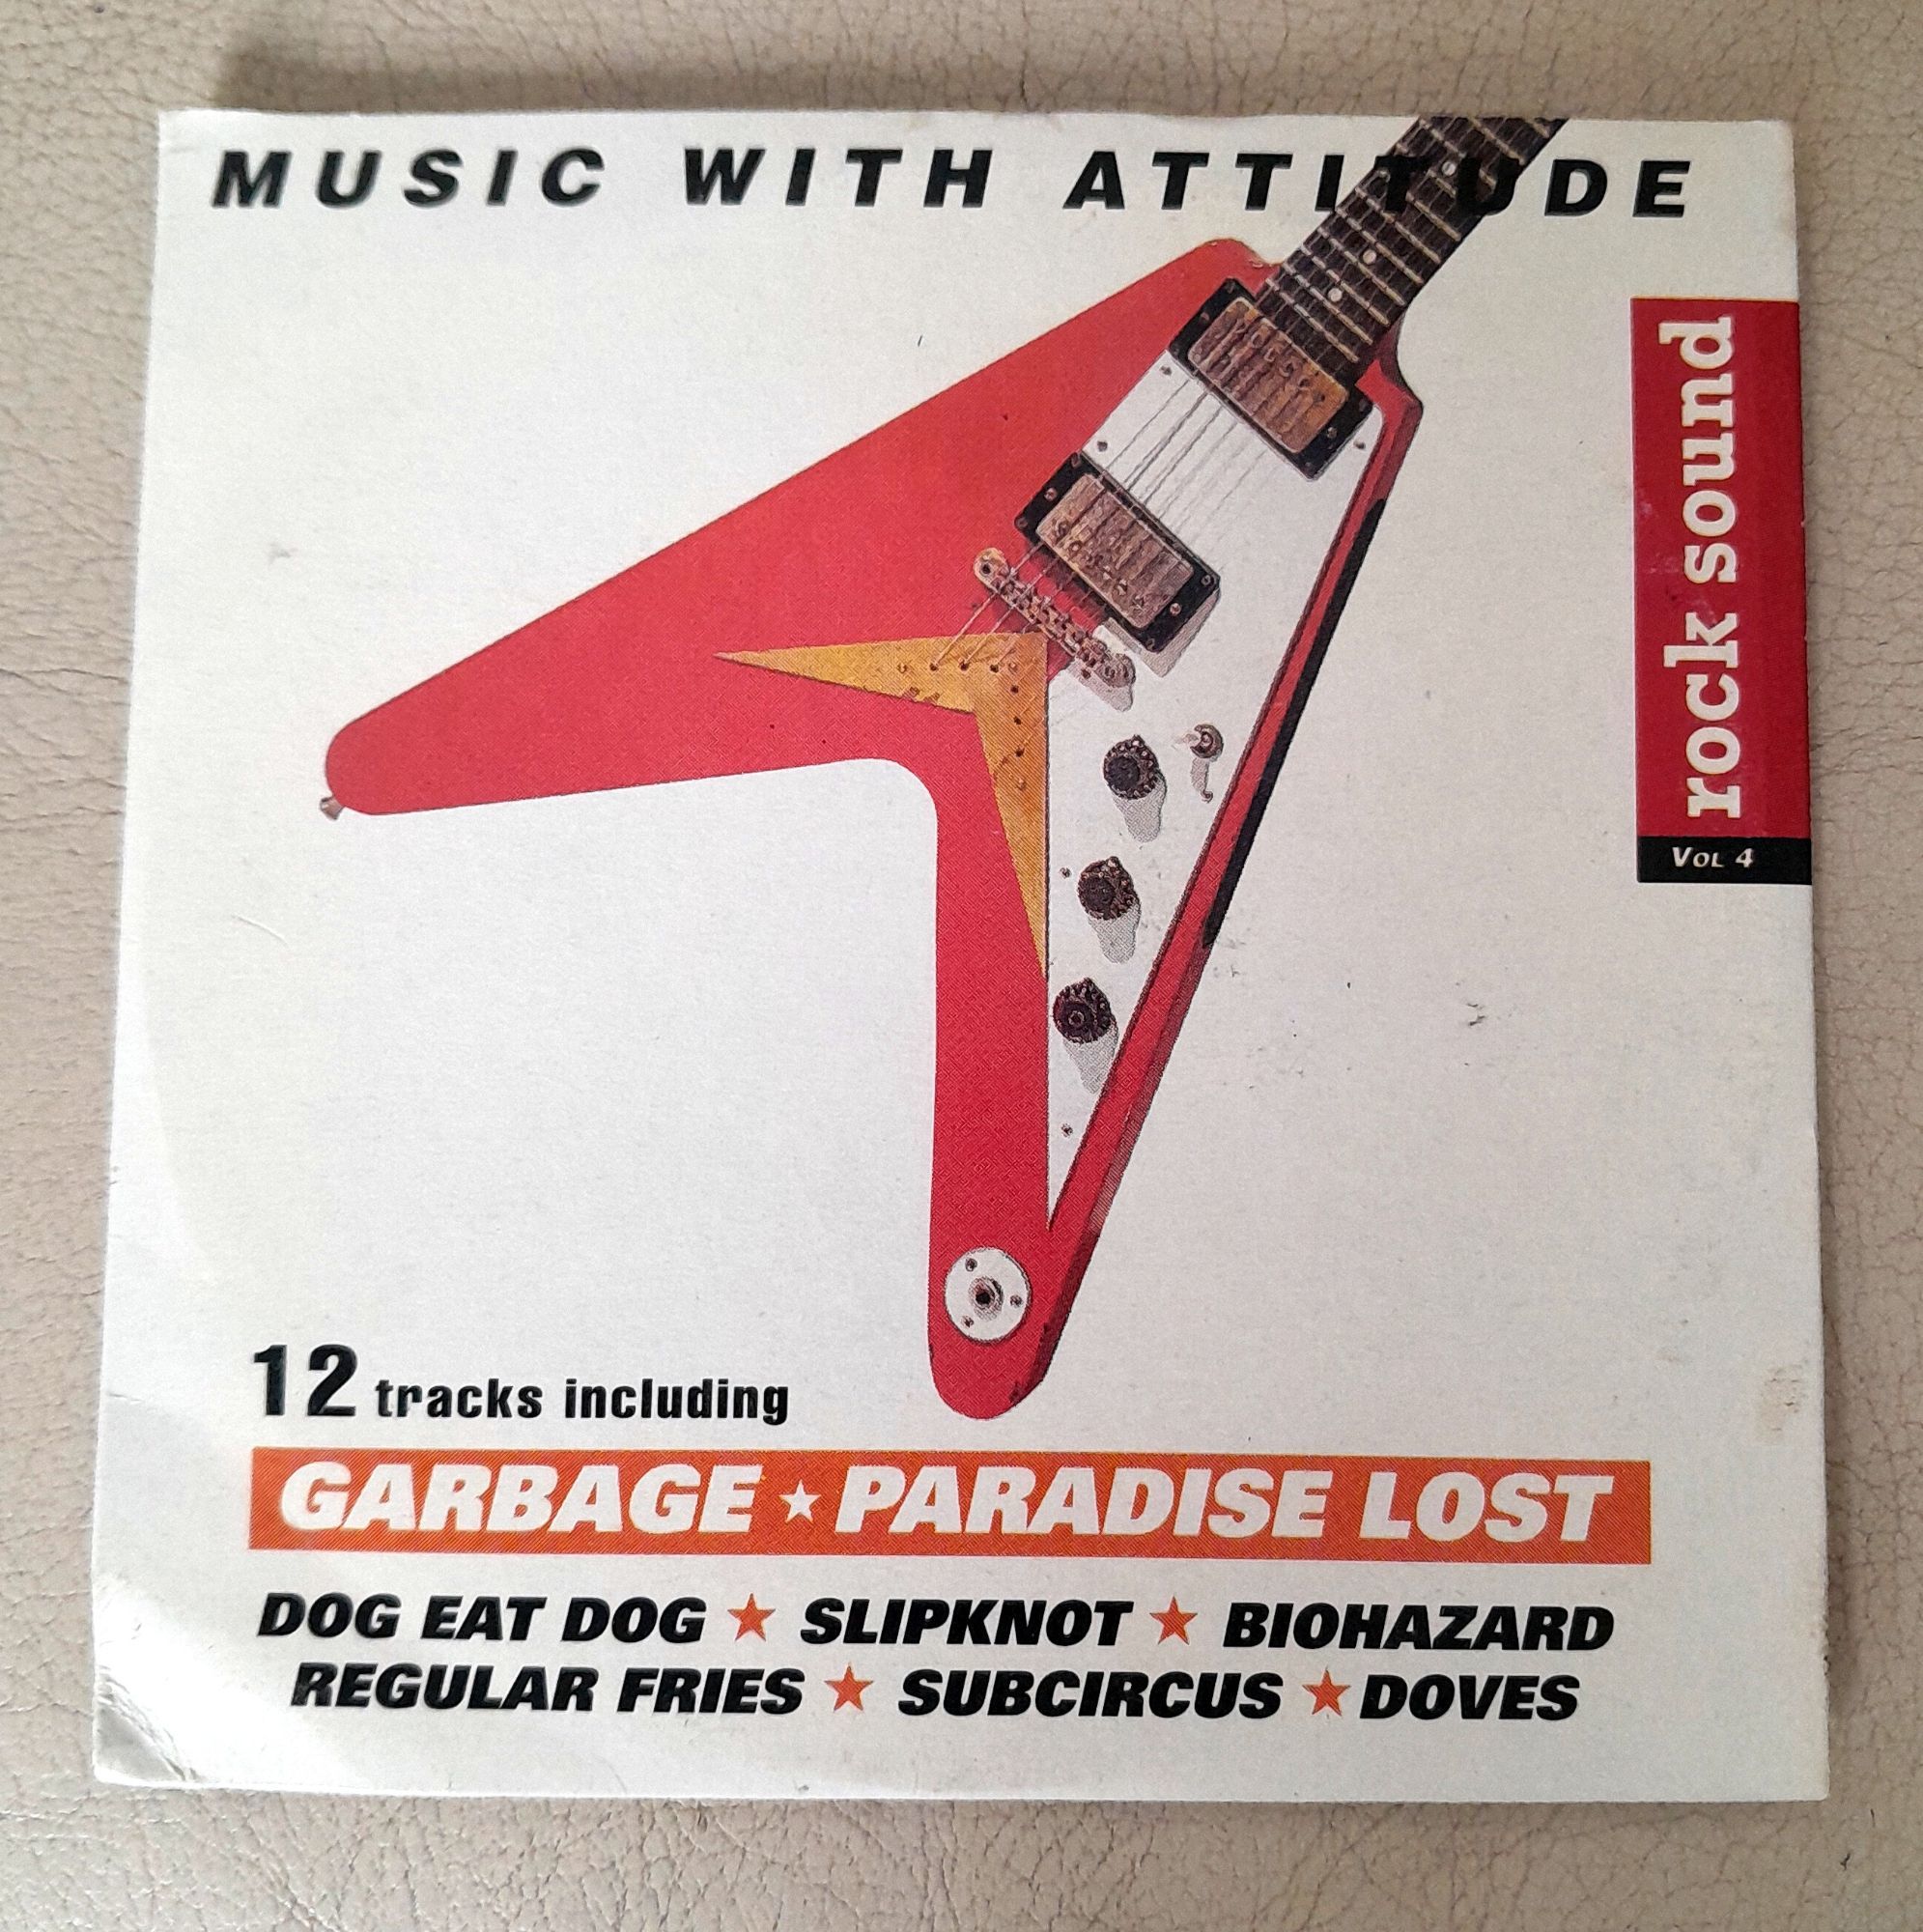 MUSIC WITH ATTITUDE
rock sound
VOL 4
12 tracks including
GARBAGE ★ PARADISE LOST
DOG EAT DOG ★ SLIPKNOT ★ BIOHAZARD
REGULAR FRIES ★ SUBCIRCUS ★ DOVES